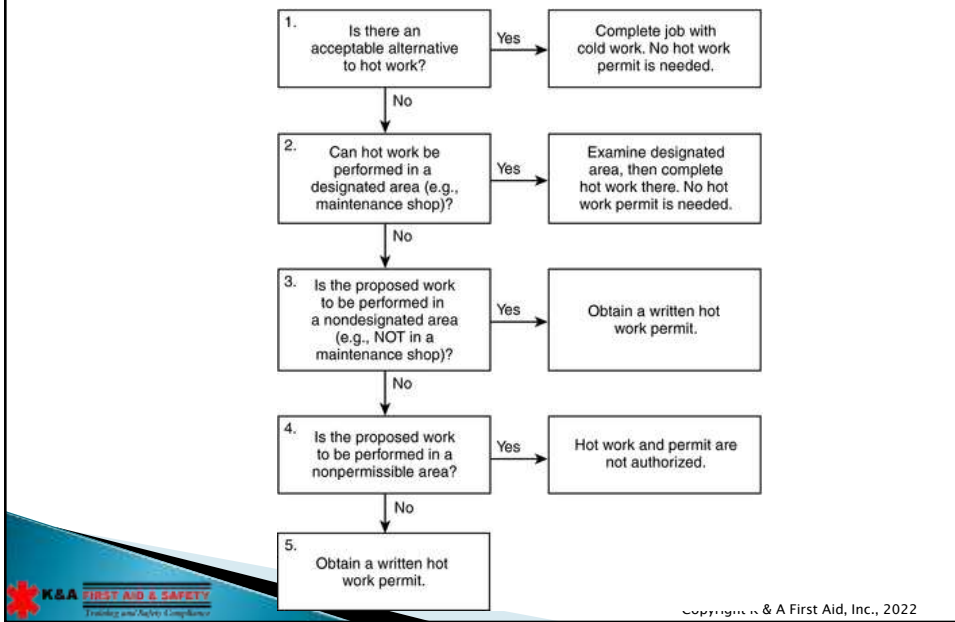 1.
Is there an
acceptable alternative
to hot work?
Yes
Complete job with
cold work. No hot work
permit is needed.
No
2.
Can hot work be
performed in a
designated area (e.g.,
maintenance shop)?
Yes
Examine designated
area, then complete
hot work there. No hot
work permit is needed.
No
3.
Is the proposed work
to be performed in
a nondesignated area
(e.g., NOT in a
maintenance shop)?
Yes
Obtain a written hot
work permit.
No
4.
Is the proposed work
to be performed in a
nonpermissible area?
Yes
Hot work and permit are
not authorized.
No
5.
Obtain a written hot
work permit.
K&A FIRST AID & SAFETY
Training and Safety Compliance
Copyright K & A First Aid, Inc., 2022